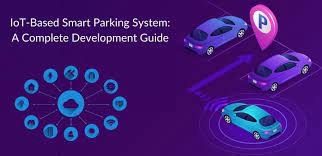 IoT-Based Smart Parking System:
A Complete Development Guide
P